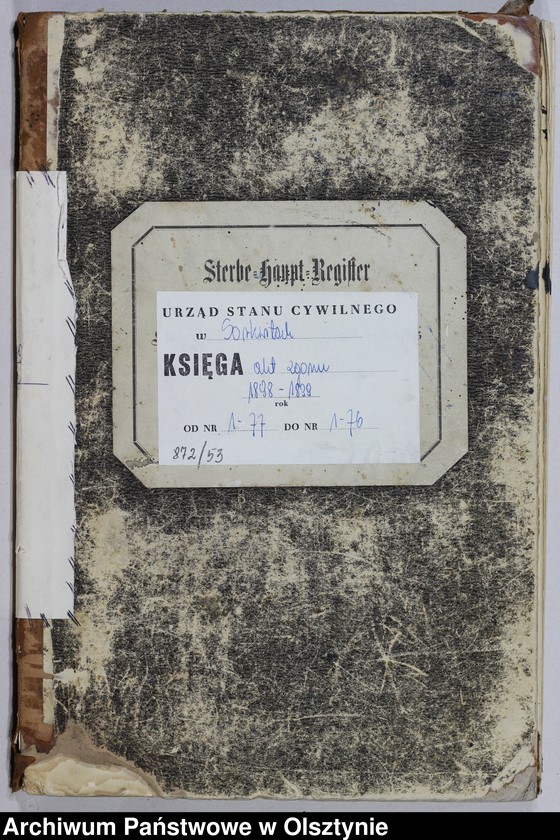 Sterbe-Haupt-Register
URZĄD STANU CYWILNEGO
w Sorkwitach
KSIĘGA akt zgonu
1898-1899
rok
OD NR 1-77 DO NR 1-76
872/53
Archiwum Państwowe w Olsztynie